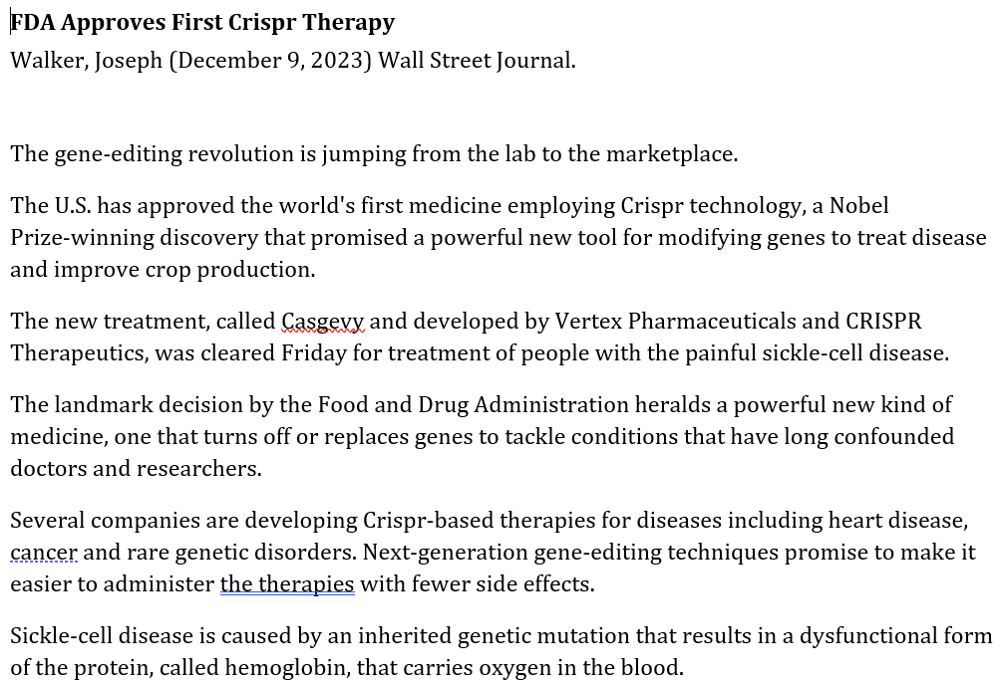 FDA Approves First Crispr Therapy
Walker, Joseph (December 9, 2023) Wall Street Journal.
The gene-editing revolution is jumping from the lab to the marketplace.
The U.S. has approved the world's first medicine employing Crispr technology, a Nobel
Prize-winning discovery that promised a powerful new tool for modifying genes to treat disease
and improve crop production.
The new treatment, called Casgevy and developed by Vertex Pharmaceuticals and CRISPR
Therapeutics, was cleared Friday for treatment of people with the painful sickle-cell disease.
The landmark decision by the Food and Drug Administration heralds a powerful new kind of
medicine, one that turns off or replaces genes to tackle conditions that have long confounded
doctors and researchers.
Several companies are developing Crispr-based therapies for diseases including heart disease,
cancer and rare genetic disorders. Next-generation gene-editing techniques promise to make it
easier to administer the therapies with fewer side effects.
Sickle-cell disease is caused by an inherited genetic mutation that results in a dysfunctional form
of the protein, called hemoglobin, that carries oxygen in the blood.